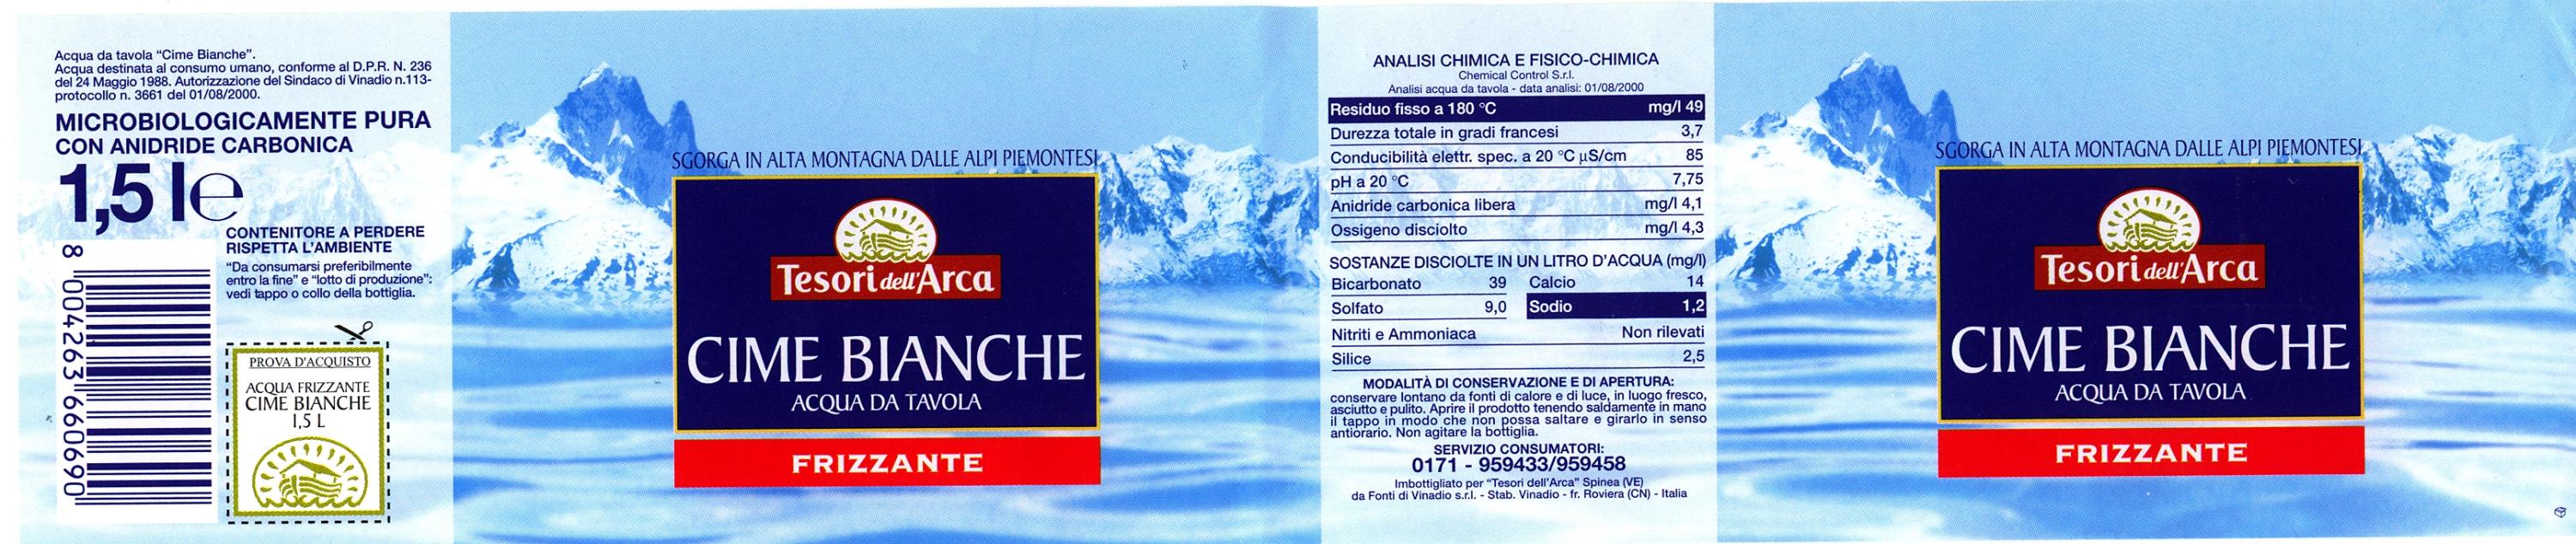 Acqua da tavola “Cime Bianche”.
Acqua destinata al consumo umano, conforme al D.P.R. N. 236
del 24 Maggio 1988. Autorizzazione del Sindaco di Vinadio n.113-
protocollo n. 3661 del 01/08/2000.
MICROBIOLOGICAMENTE PURA
CON ANIDRIDE CARBONICA
1,5 l e
CONTENITORE A PERDERE
RISPETTA L’AMBIENTE
“Da consumarsi preferibilmente
entro la fine” e “lotto di produzione”:
vedi tappo o collo della bottiglia.
8 004263 660690
PROVA D'ACQUISTO
ACQUA FRIZZANTE
CIME BIANCHE
1,5 L
SGORGA IN ALTA MONTAGNA DALLE ALPI PIEMONTESI
Tesori dell'Arca
CIME BIANCHE
ACQUA DA TAVOLA
FRIZZANTE
ANALISI CHIMICA E FISICO-CHIMICA
Chemical Control S.r.l.
Analisi acqua da tavola - data analisi: 01/08/2000
Residuo fisso a 180 °C mg/l 49
Durezza totale in gradi francesi 3,7
Conducibilità elettr. spec. a 20 °C µS/cm 85
pH a 20 °C 7,75
Anidride carbonica libera mg/l 4,1
Ossigeno disciolto mg/l 4,3
SOSTANZE DISCIOLTE IN UN LITRO D’ACQUA (mg/l)
Bicarbonato 39 Calcio 14
Solfato 9,0 Sodio 1,2
Nitriti e Ammoniaca Non rilevati
Silice 2,5
MODALITÀ DI CONSERVAZIONE E DI APERTURA:
conservare lontano da fonti di calore e di luce, in luogo fresco,
asciutto e pulito. Aprire il prodotto tenendo saldamente in mano
il tappo in modo che non possa saltare e girarlo in senso
antiorario. Non agitare la bottiglia.
SERVIZIO CONSUMATORI:
0171 - 959433/959458
Imbottigliato per “Tesori dell’Arca” Spinea (VE)
da Fonti di Vinadio s.r.l. - Stab. Vinadio - fr. Roviera (CN) - Italia
SGORGA IN ALTA MONTAGNA DALLE ALPI PIEMONTESI
Tesori dell'Arca
CIME BIANCHE
ACQUA DA TAVOLA
FRIZZANTE